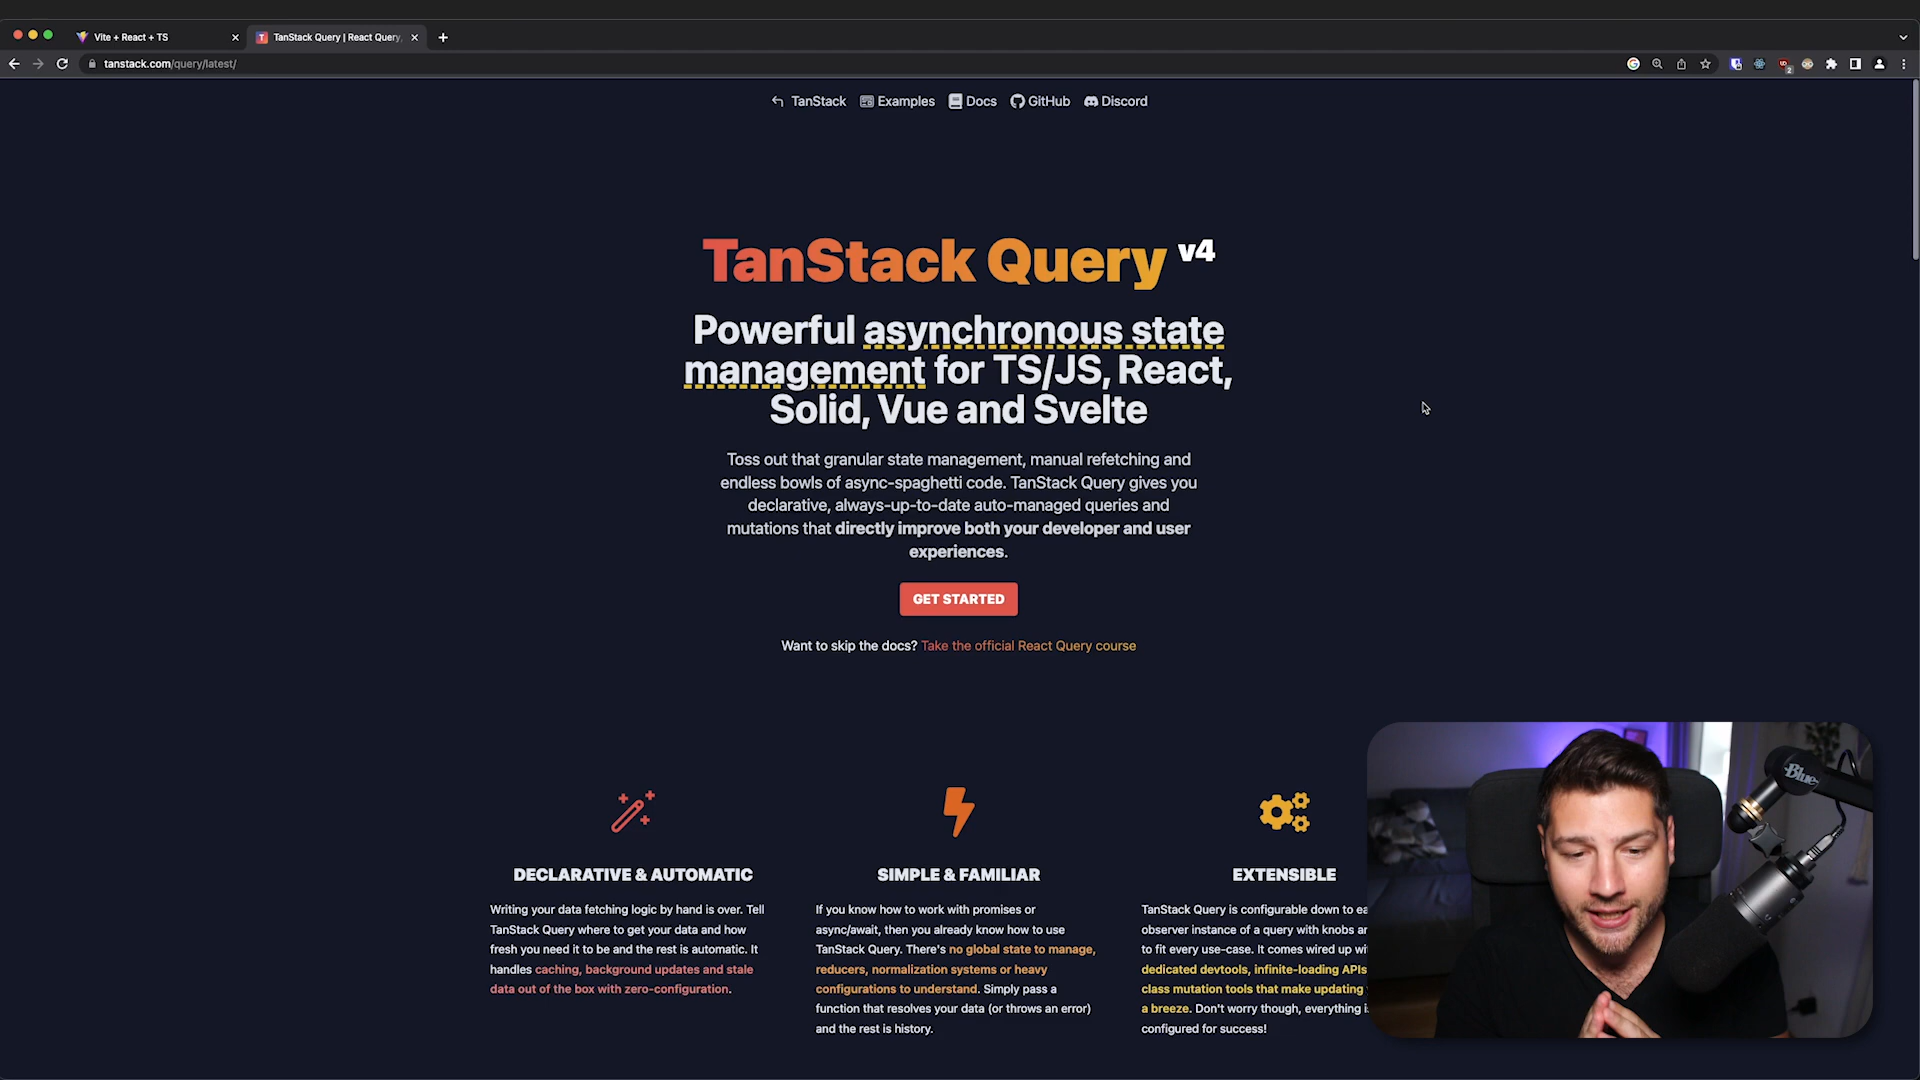 Vite + React + TS
TanStack Query | React Query,
tanstack.com/query/latest/
2
TanStack
Examples
Docs
GitHub
Discord
TanStack Query v4
Powerful asynchronous state
management for TS/JS, React,
Solid, Vue and Svelte
Toss out that granular state management, manual refetching and
endless bowls of async-spaghetti code. TanStack Query gives you
declarative, always-up-to-date auto-managed queries and
mutations that directly improve both your developer and user
experiences.
GET STARTED
Want to skip the docs? Take the official React Query course
DECLARATIVE & AUTOMATIC
Writing your data fetching logic by hand is over. Tell
TanStack Query where to get your data and how
fresh you need it to be and the rest is automatic. It
handles caching, background updates and stale
data out of the box with zero-configuration.
SIMPLE & FAMILIAR
If you know how to work with promises or
async/await, then you already know how to use
TanStack Query. There's no global state to manage,
reducers, normalization systems or heavy
configurations to understand. Simply pass a
function that resolves your data (or throws an error)
and the rest is history.
EXTENSIBLE
TanStack Query is configurable down to ea
observer instance of a query with knobs an
to fit every use-case. It comes wired up wi
dedicated devtools, infinite-loading APIs
class mutation tools that make updating
a breeze. Don't worry though, everything i
configured for success!
Blue